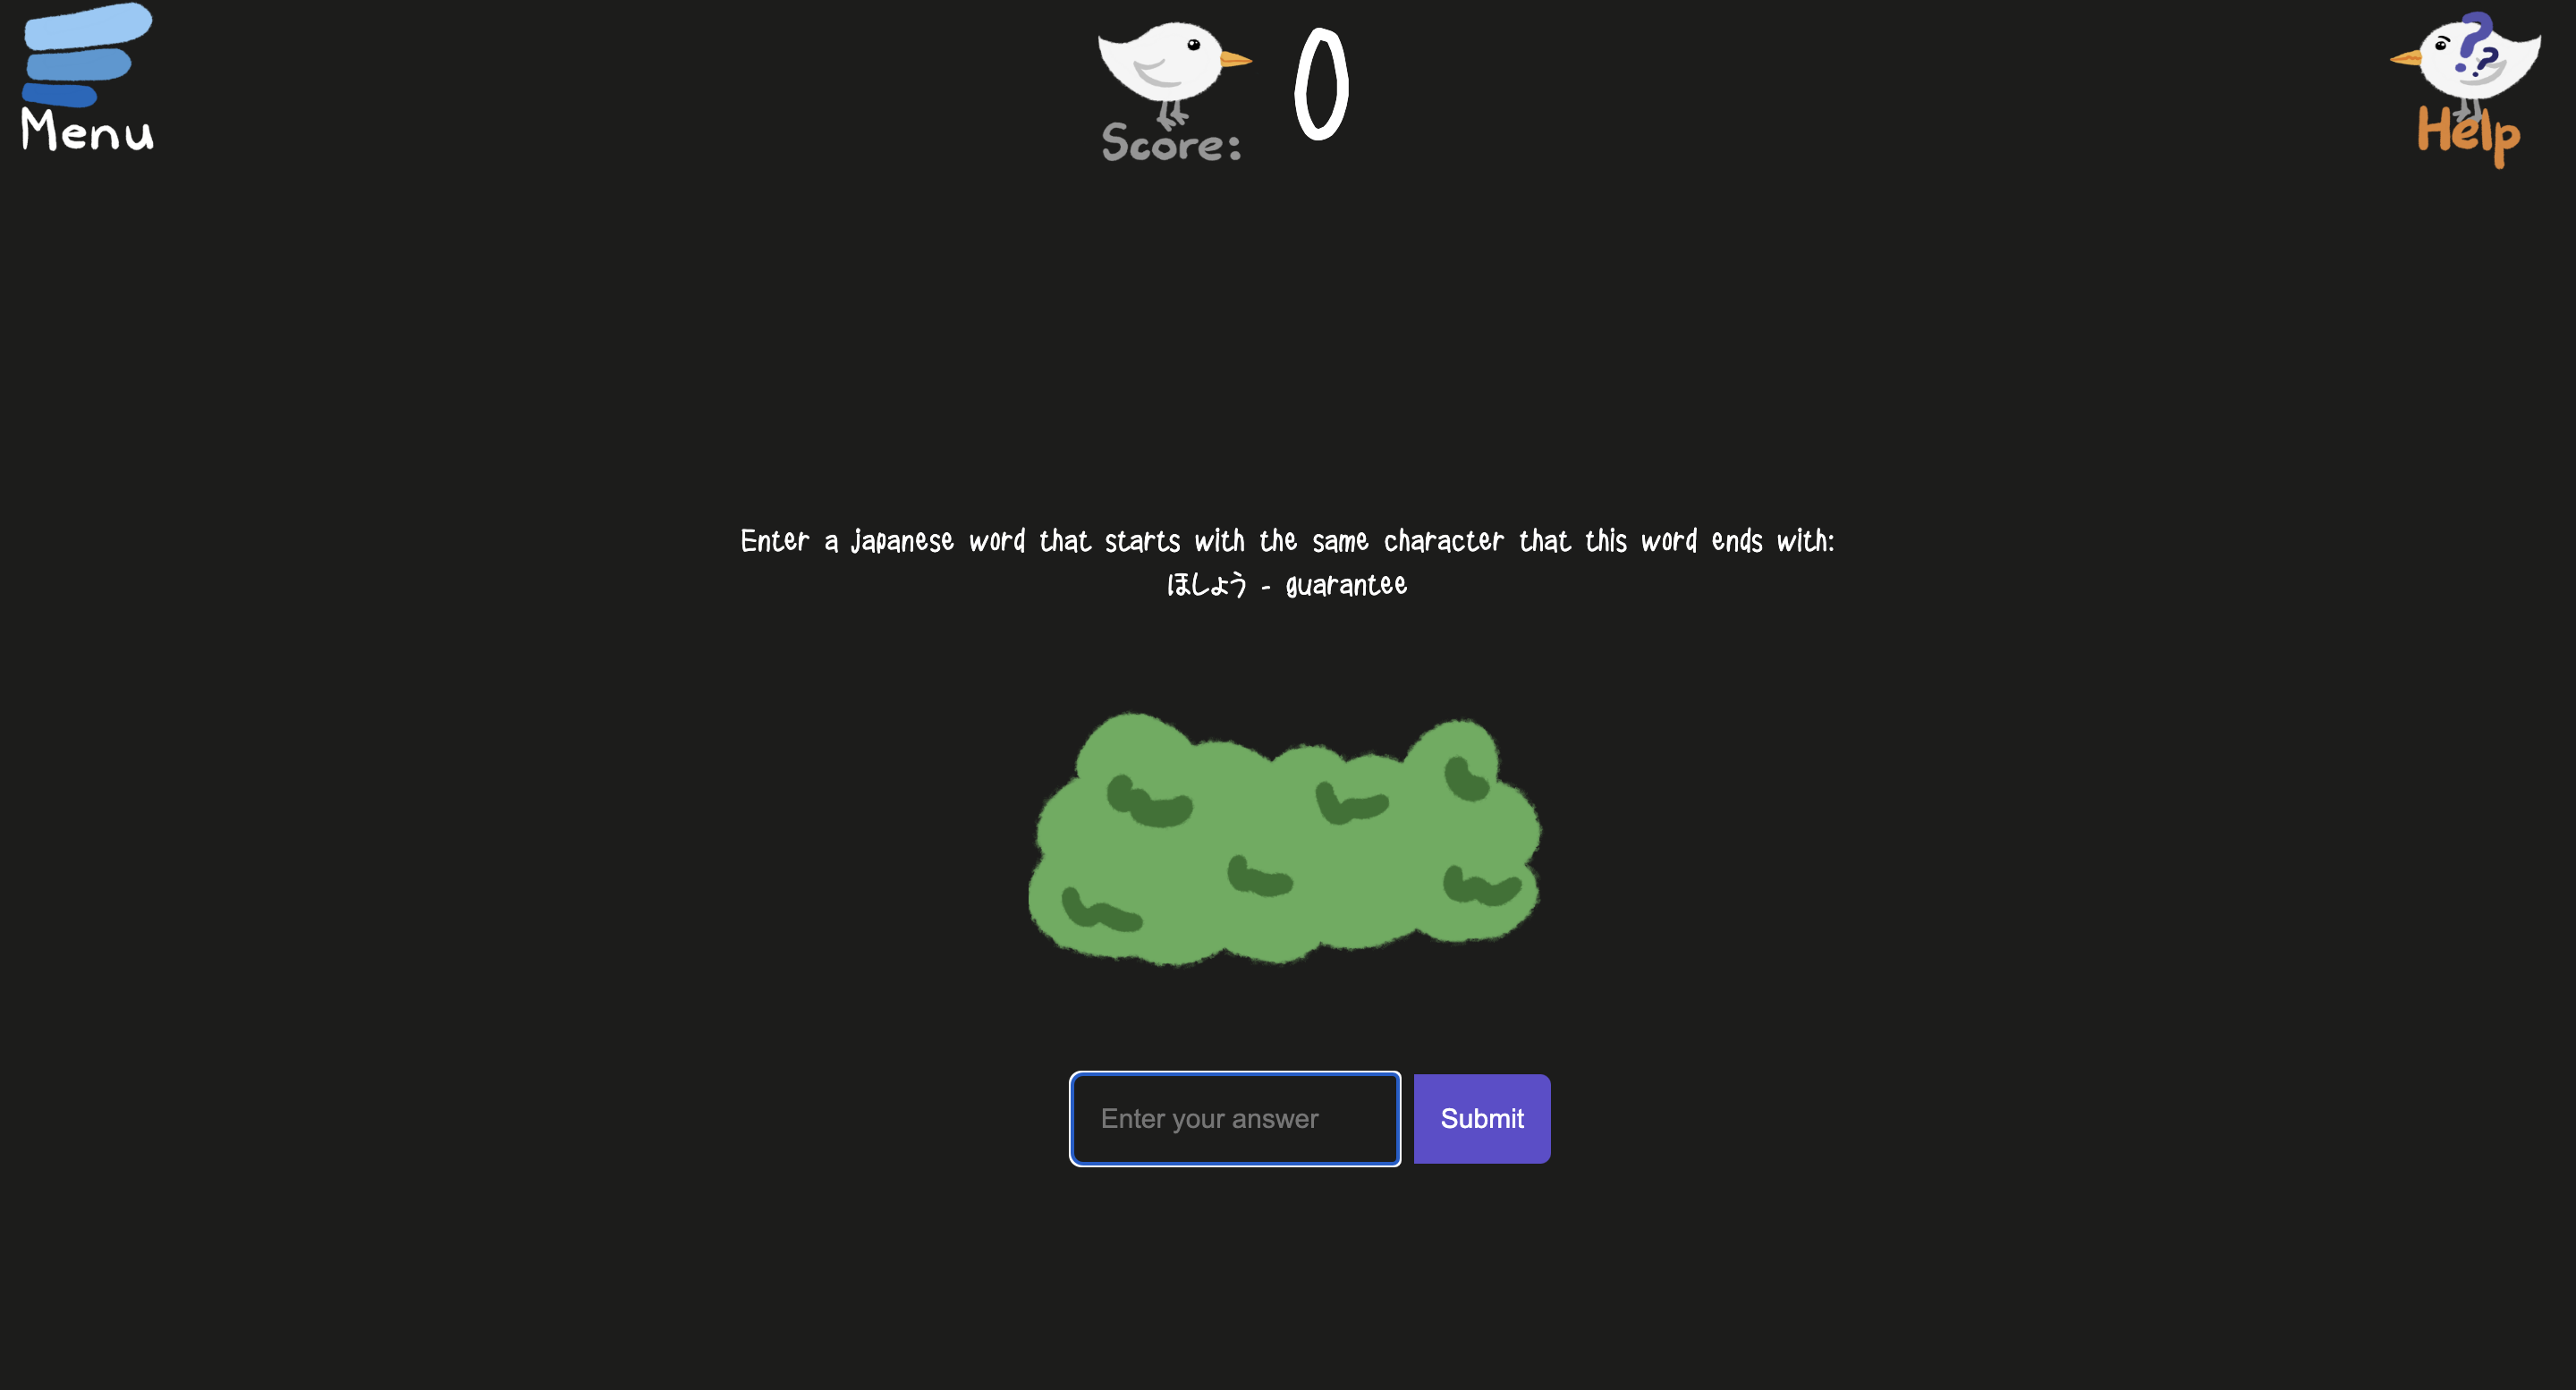 Menu
Score:
0
??
Help
Enter a japanese word that starts with the same character that this word ends with:
ほしょう - guarantee
Enter your answer
Submit